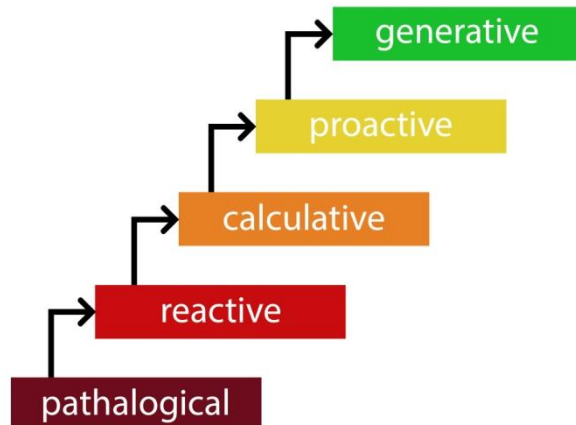 generative
proactive
calculative
reactive
pathalogical